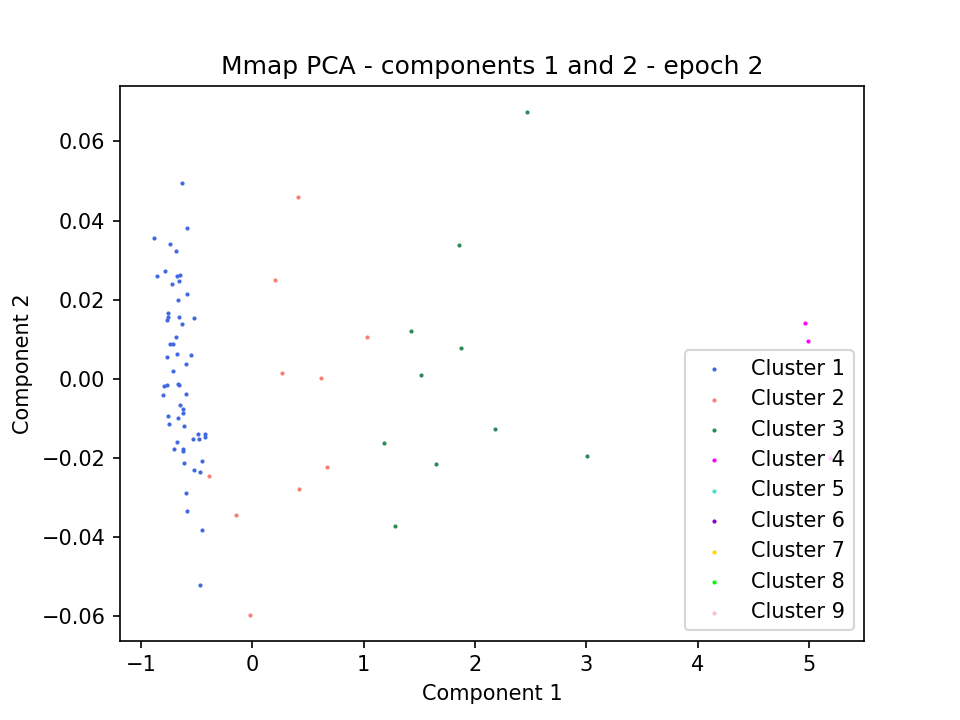 Mmap PCA - components 1 and 2 - epoch 2
0.06
0.04
0.02
0.00
−0.02
−0.04
−0.06
Component 2
Cluster 1
Cluster 2
Cluster 3
Cluster 4
Cluster 5
Cluster 6
Cluster 7
Cluster 8
Cluster 9
−1 0 1 2 3 4 5
Component 1